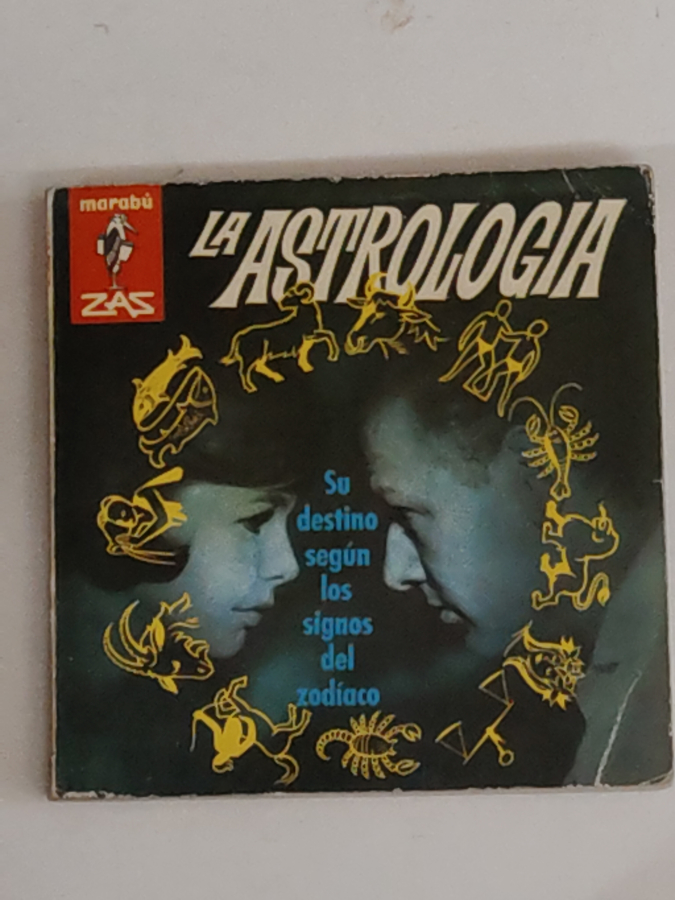 marabú
ZAS
LA ASTROLOGIA
Su
destino
según
los
signos
del
zodíaco